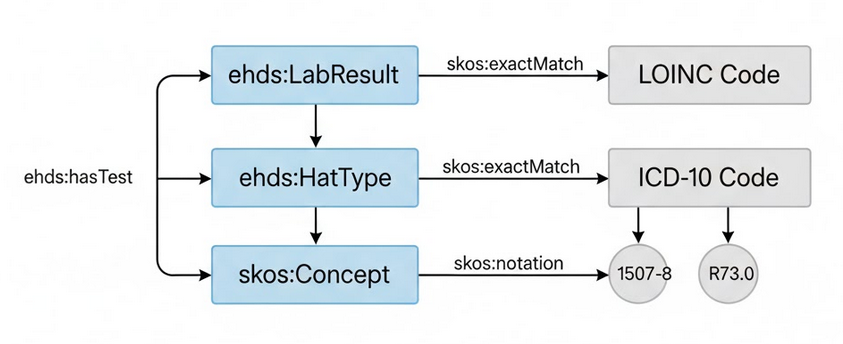 ehds:LabResult
skos:exactMatch
LOINC Code
ehds:hasTest
ehds:HatType
skos:exactMatch
ICD-10 Code
skos:Concept
skos:notation
1507-8
R73.0